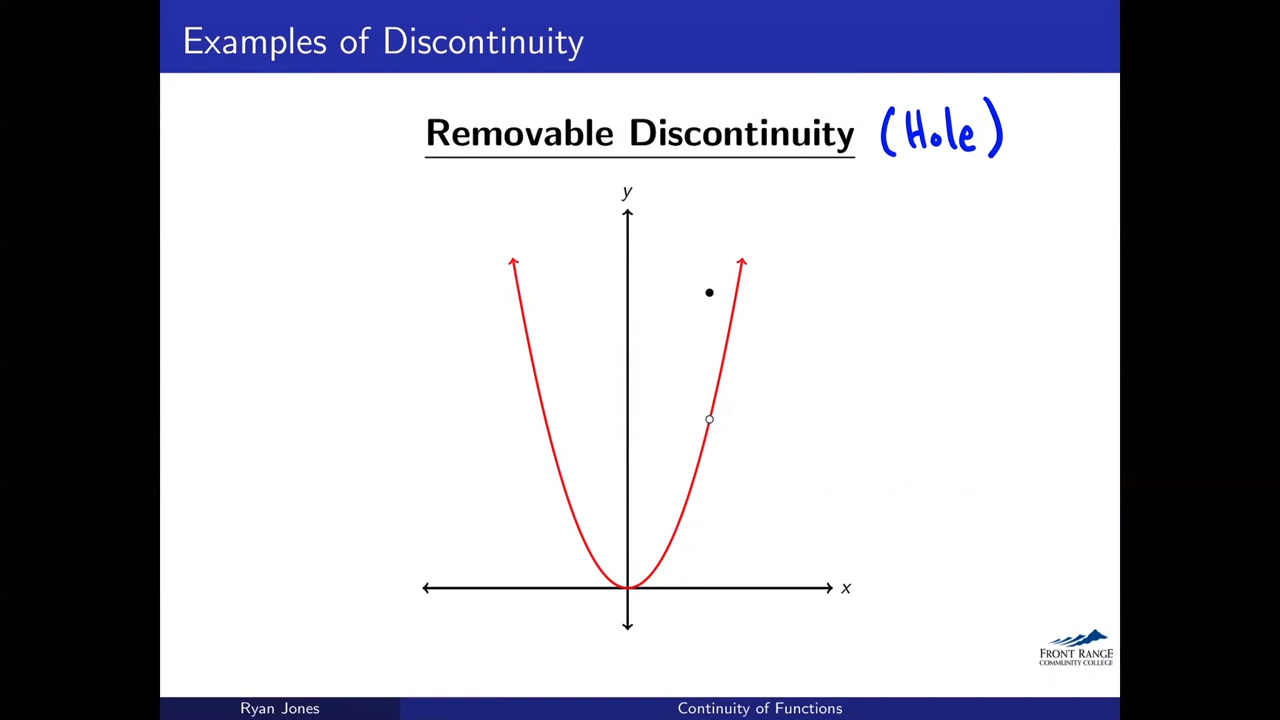 Examples of Discontinuity
Removable Discontinuity (Hole)
y
x
FRONT RANGE
COMMUNITY COLLEGE
Ryan Jones Continuity of Functions